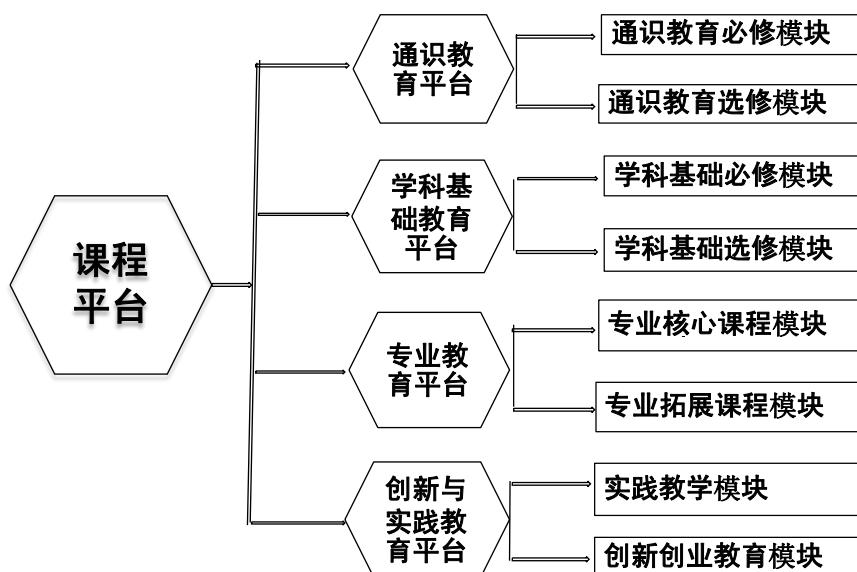 课程
平台
通识教
育平台
通识教育必修模块
通识教育选修模块
学科基
础教育
平台
学科基础必修模块
学科基础选修模块
专业教
育平台
专业核心课程模块
专业拓展课程模块
创新与
实践教
育平台
实践教学模块
创新创业教育模块